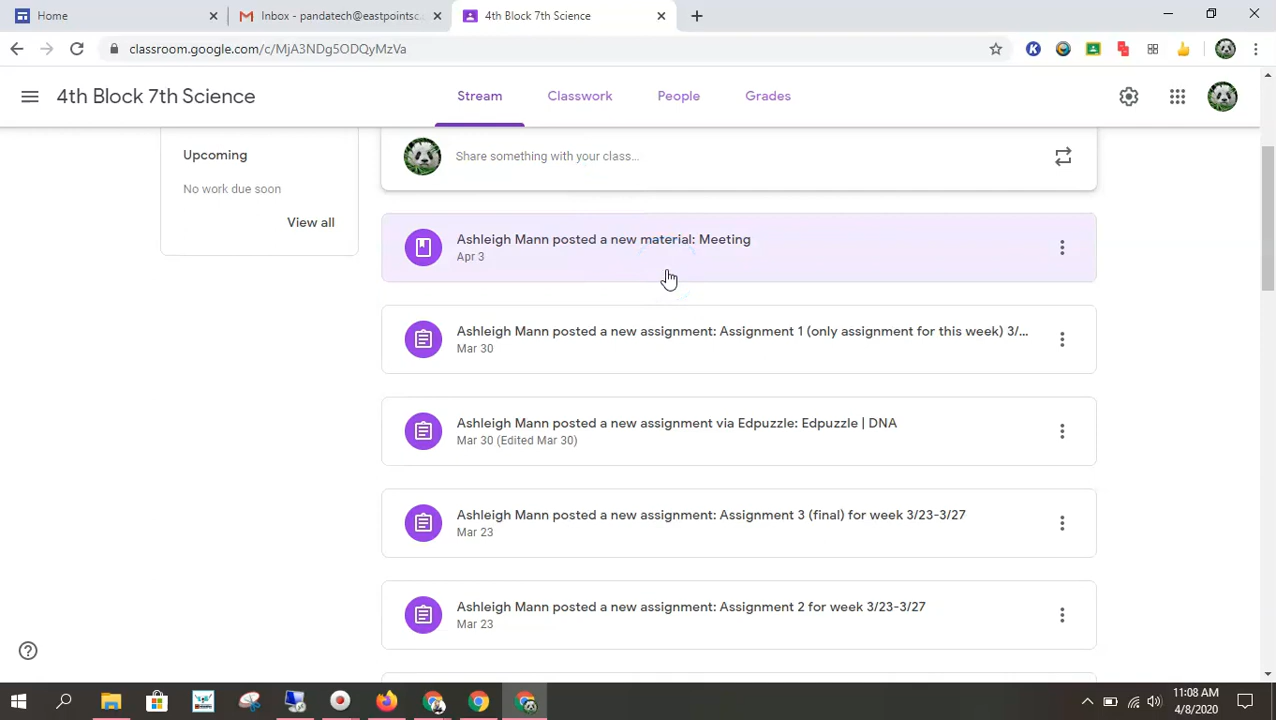 Home
Inbox - pandatech@eastpointsc
4th Block 7th Science
classroom.google.com/c/MjA3NDg5ODQyMzVa
4th Block 7th Science
Stream
Classwork
People
Grades
Upcoming
No work due soon
View all
Share something with your class...
Ashleigh Mann posted a new material: Meeting
Apr 3
Ashleigh Mann posted a new assignment: Assignment 1 (only assignment for this week) 3/...
Mar 30
Ashleigh Mann posted a new assignment via Edpuzzle: Edpuzzle | DNA
Mar 30 (Edited Mar 30)
Ashleigh Mann posted a new assignment: Assignment 3 (final) for week 3/23-3/27
Mar 23
Ashleigh Mann posted a new assignment: Assignment 2 for week 3/23-3/27
Mar 23
11:08 AM
4/8/2020